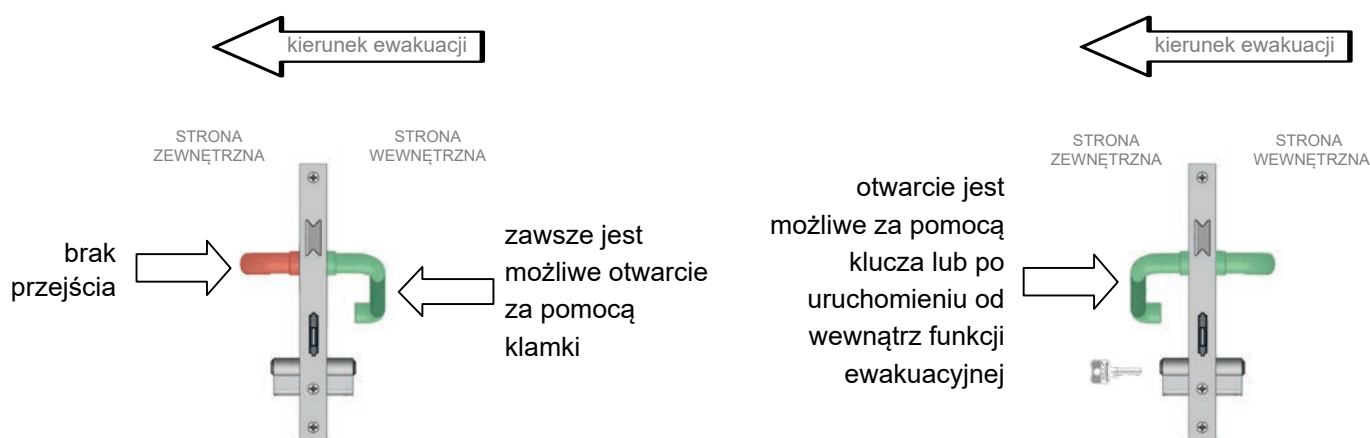 kierunek ewakuacji
STRONA
ZEWNĘTRZNA
STRONA
WEWNĘTRZNA
brak
przejścia
zawsze jest
możliwe otwarcie
za pomocą
klamki
kierunek ewakuacji
STRONA
ZEWNĘTRZNA
STRONA
WEWNĘTRZNA
otwarcie jest
możliwe za pomocą
klucza lub po
uruchomieniu od
wewnątrz funkcji
ewakuacyjnej